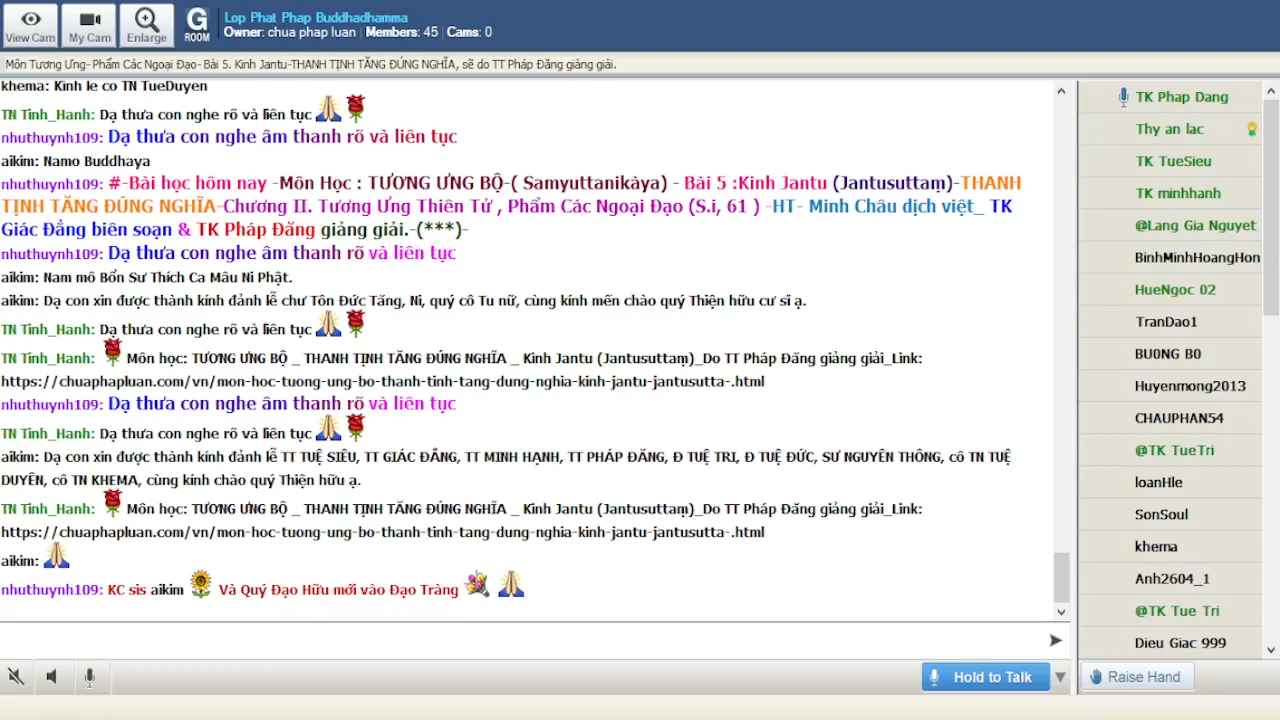 View Cam
My Cam
Enlarge
G
ROOM
Lop Phat Phap Buddhadhamma
Owner: chua phap luan | Members: 45 | Cams: 0
Môn Tương Ưng- Phẩm Các Ngoại Đạo- Bài 5. Kinh Jantu-THANH TỊNH TĂNG ĐÚNG NGHĨA, sẽ do TT Pháp Đăng giảng giải.
khema: Kinh le co TN TueDuyen
TN Tinh_Hanh: Dạ thưa con nghe rõ và liên tục
nhuthuynh109: Dạ thưa con nghe âm thanh rõ và liên tục
aikim: Namo Buddhaya
nhuthuynh109: #-Bài học hôm nay -Môn Học : TƯƠNG ƯNG BỘ-( Samyuttanikàya) - Bài 5 :Kinh Jantu (Jantusuttaṃ)-THANH
TỊNH TĂNG ĐÚNG NGHĨA-Chương II. Tương Ưng Thiên Tử , Phẩm Các Ngoại Đạo (S.i, 61 ) -HT- Minh Châu dịch việt_ TK
Giác Đẳng biên soạn & TK Pháp Đăng giảng giải.-(***)-
nhuthuynh109: Dạ thưa con nghe âm thanh rõ và liên tục
aikim: Nam mô Bổn Sư Thích Ca Mâu Ni Phật.
aikim: Dạ con xin được thành kính đảnh lễ chư Tôn Đức Tăng, Ni, quý cô Tu nữ, cùng kính mến chào quý Thiện hữu cư sĩ ạ.
TN Tinh_Hanh: Dạ thưa con nghe rõ và liên tục
TN Tinh_Hanh: Môn học: TƯƠNG ƯNG BỘ _ THANH TỊNH TĂNG ĐÚNG NGHĨA _ Kinh Jantu (Jantusuttaṃ)_Do TT Pháp Đăng giảng giải_Link:
https://chuaphapluan.com/vn/mon-hoc-tuong-ung-bo-thanh-tinh-tang-dung-nghia-kinh-jantu-jantusutta-.html
nhuthuynh109: Dạ thưa con nghe âm thanh rõ và liên tục
TN Tinh_Hanh: Dạ thưa con nghe rõ và liên tục
aikim: Dạ con xin được thành kính đảnh lễ TT TUỆ SIÊU, TT GIÁC ĐẲNG, TT MINH HẠNH, TT PHÁP ĐĂNG, Đ TUỆ TRI, Đ TUỆ ĐỨC, SƯ NGUYÊN THÔNG, cô TN TUỆ
DUYÊN, cô TN KHEMA, cùng kính chào quý Thiện hữu ạ.
TN Tinh_Hanh: Môn học: TƯƠNG ƯNG BỘ _ THANH TỊNH TĂNG ĐÚNG NGHĨA _ Kinh Jantu (Jantusuttaṃ)_Do TT Pháp Đăng giảng giải_Link:
https://chuaphapluan.com/vn/mon-hoc-tuong-ung-bo-thanh-tinh-tang-dung-nghia-kinh-jantu-jantusutta-.html
aikim:
nhuthuynh109: KC sis aikim Và Quý Đạo Hữu mới vào Đạo Tràng
Hold to Talk
TK Phap Dang
Thy an lac
TK TueSieu
TK minhhanh
@Lang Gia Nguyet
BinhMinhHoangHon
HueNgoc 02
TranDao1
BU0NG B0
Huyenmong2013
CHAUPHAN54
@TK TueTri
loanHle
SonSoul
khema
Anh2604_1
@TK Tue Tri
Dieu Giac 999
Raise Hand